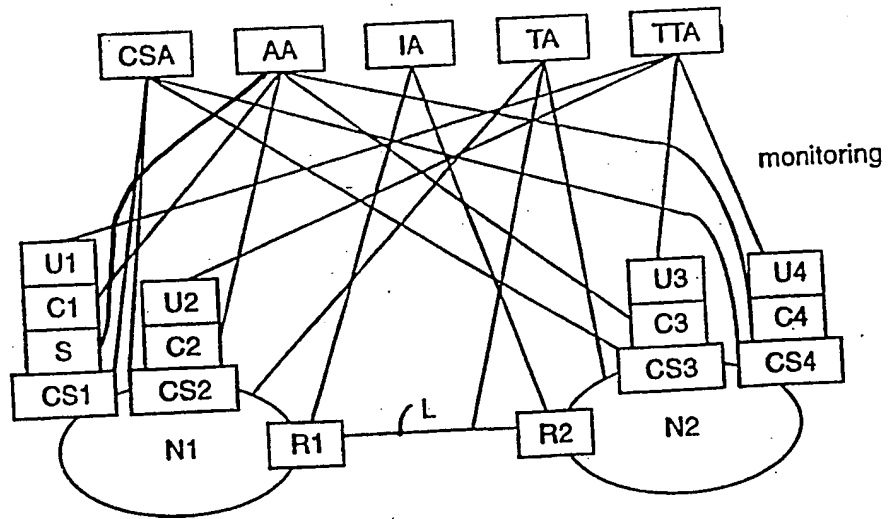 CSA AA IA TA TTA
monitoring
U1 U2 U3 U4
C1 C2 C3 C4
S
CS1 CS2 CS3 CS4
L
N1 R1 R2 N2